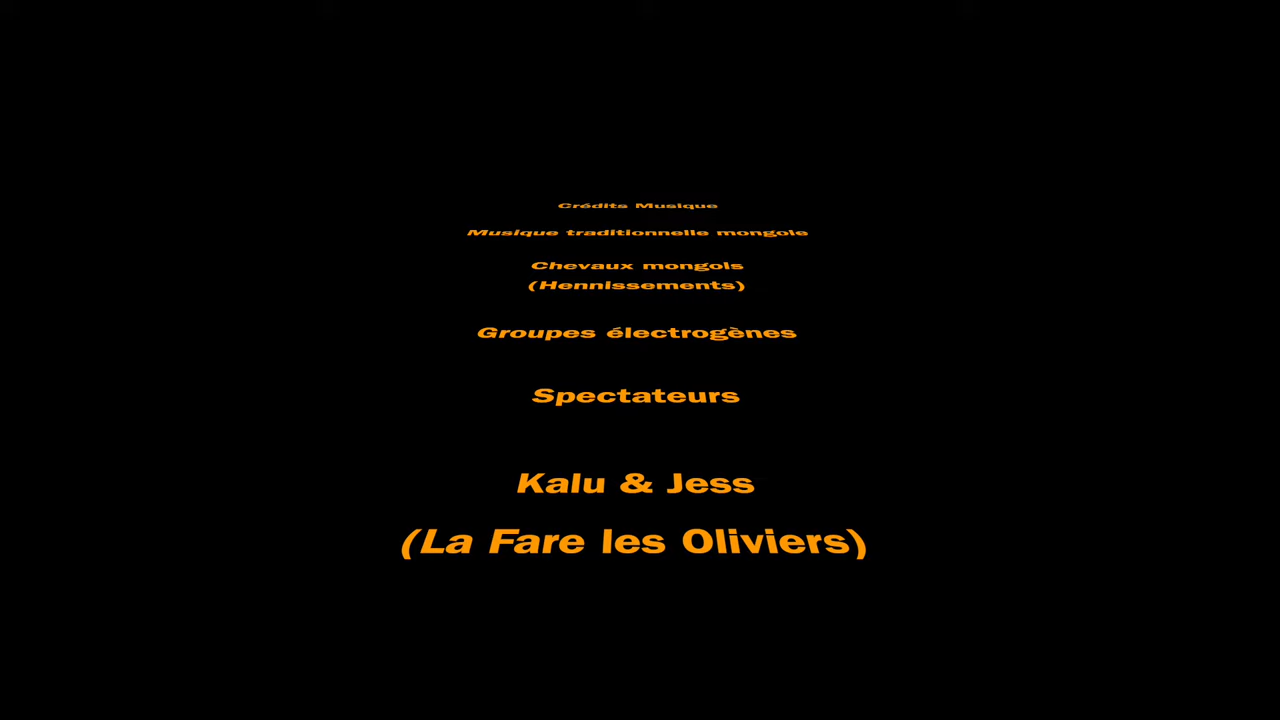 Crédits Musique
Musique traditionnelle mongole
Chevaux mongols
(Hennissements)
Groupes électrogènes
Spectateurs
Kalu & Jess
(La Fare les Oliviers)